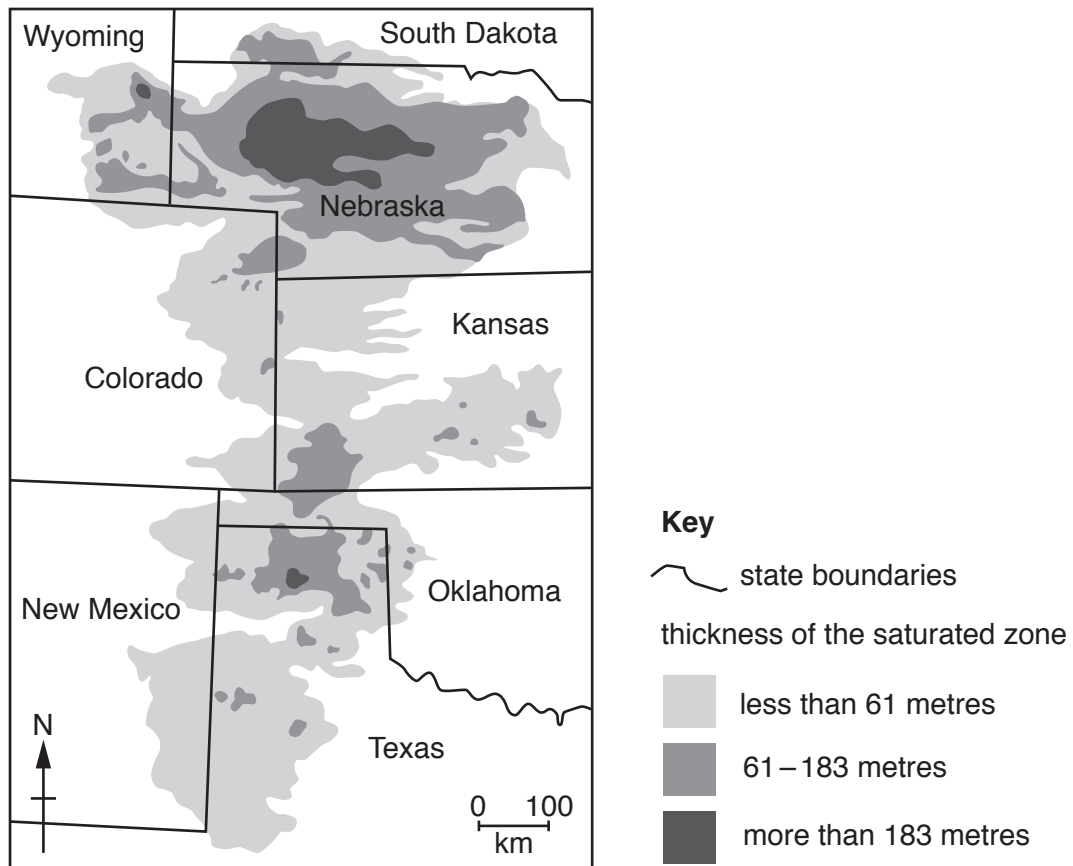 Wyoming
South Dakota
Nebraska
Kansas
Colorado
New Mexico
Oklahoma
Texas
N
0 100
km
Key
state boundaries
thickness of the saturated zone
less than 61 metres
61–183 metres
more than 183 metres